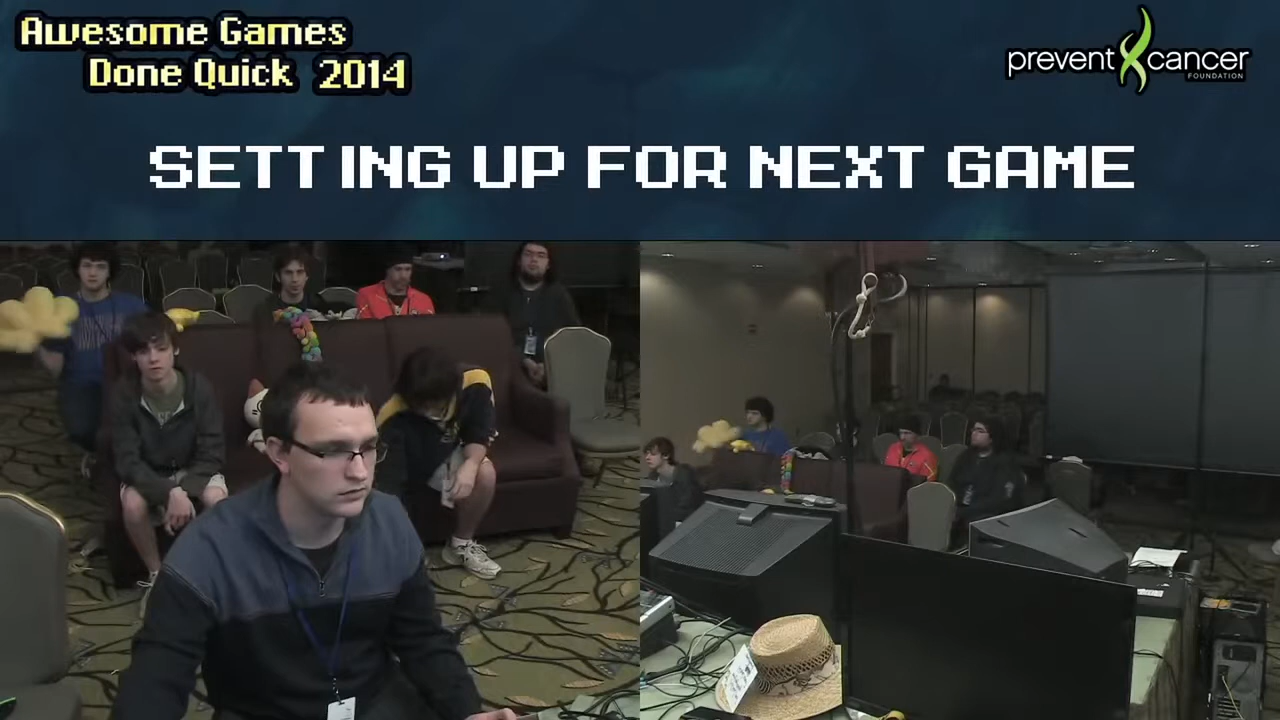 Awesome Games
Done Quick 2014
prevent cancer
FOUNDATION
SETTING UP FOR NEXT GAME